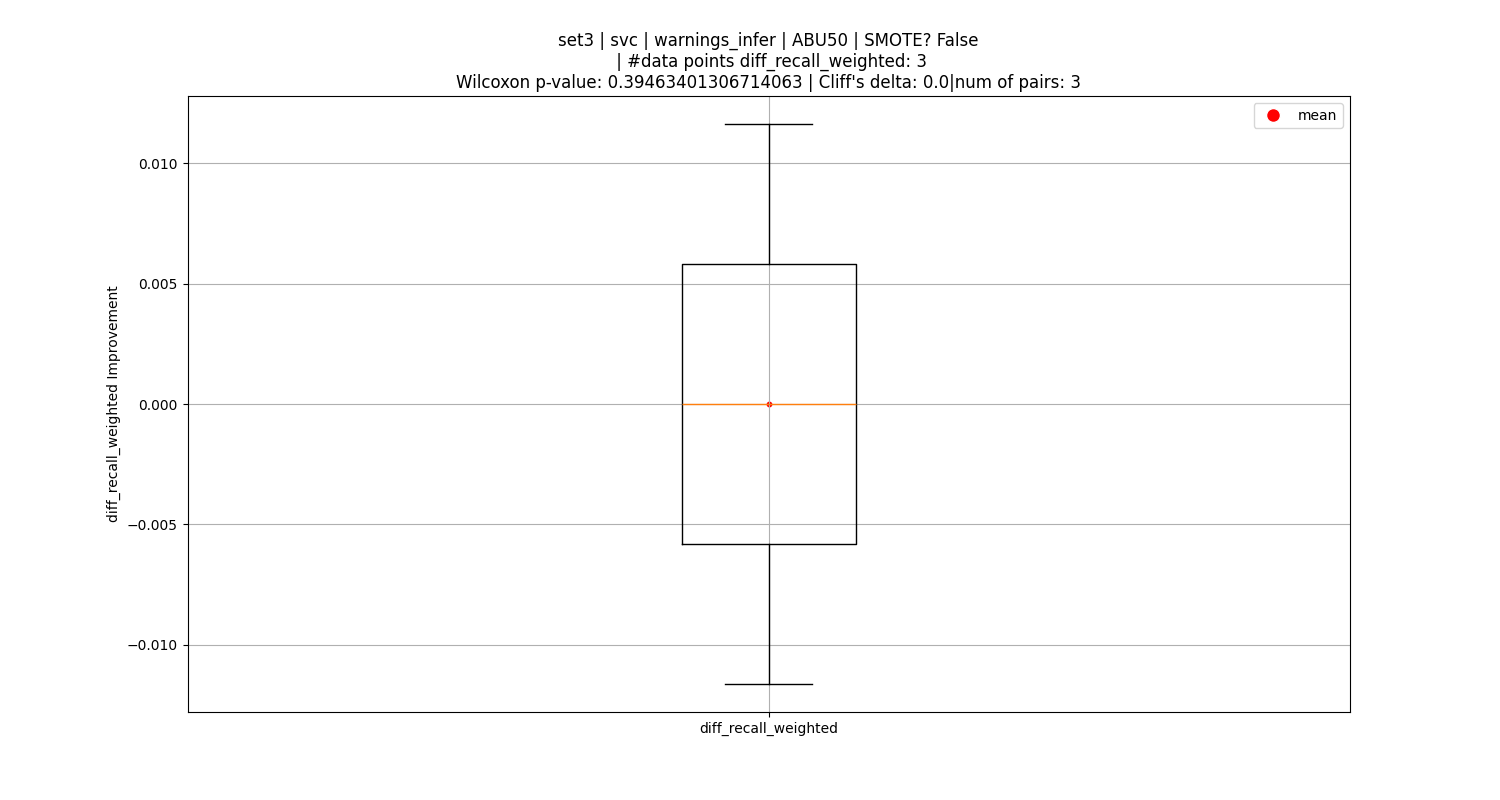 set3 | svc | warnings_infer | ABU50 | SMOTE? False
| #data points diff_recall_weighted: 3
Wilcoxon p-value: 0.39463401306714063 | Cliff's delta: 0.0|num of pairs: 3
mean
0.010
0.005
0.000
−0.005
−0.010
diff_recall_weighted Improvement
diff_recall_weighted